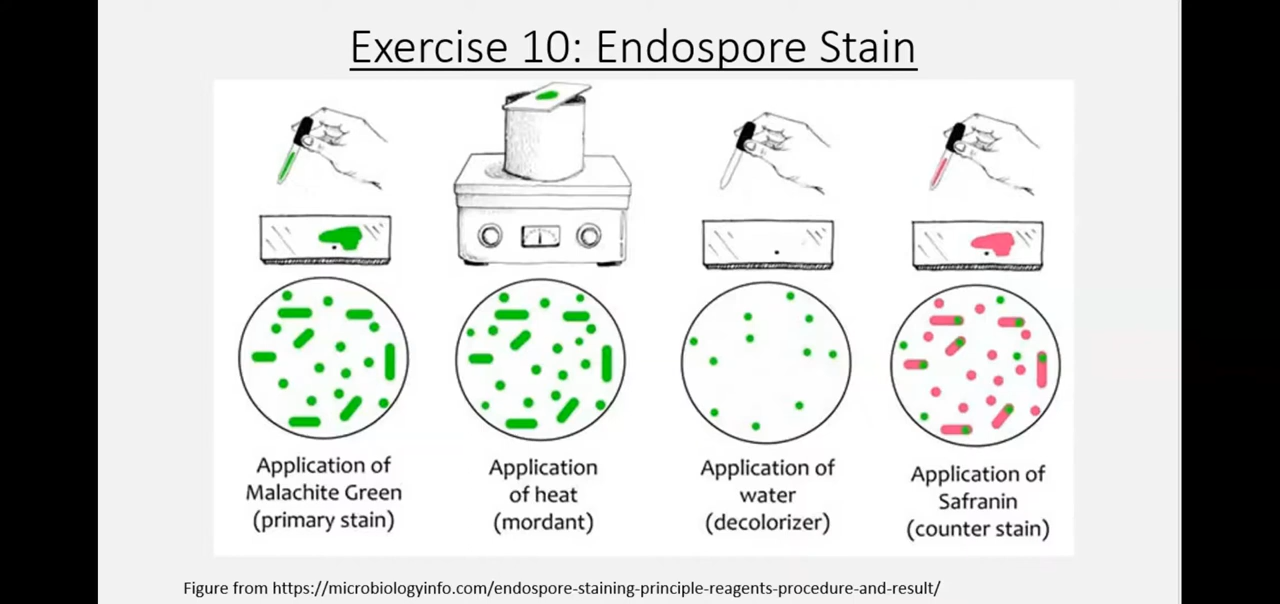 Exercise 10: Endospore Stain
Application of
Malachite Green
(primary stain)
Application
of heat
(mordant)
Application of
water
(decolorizer)
Application of
Safranin
(counter stain)
Figure from https://microbiologyinfo.com/endospore-staining-principle-reagents-procedure-and-result/